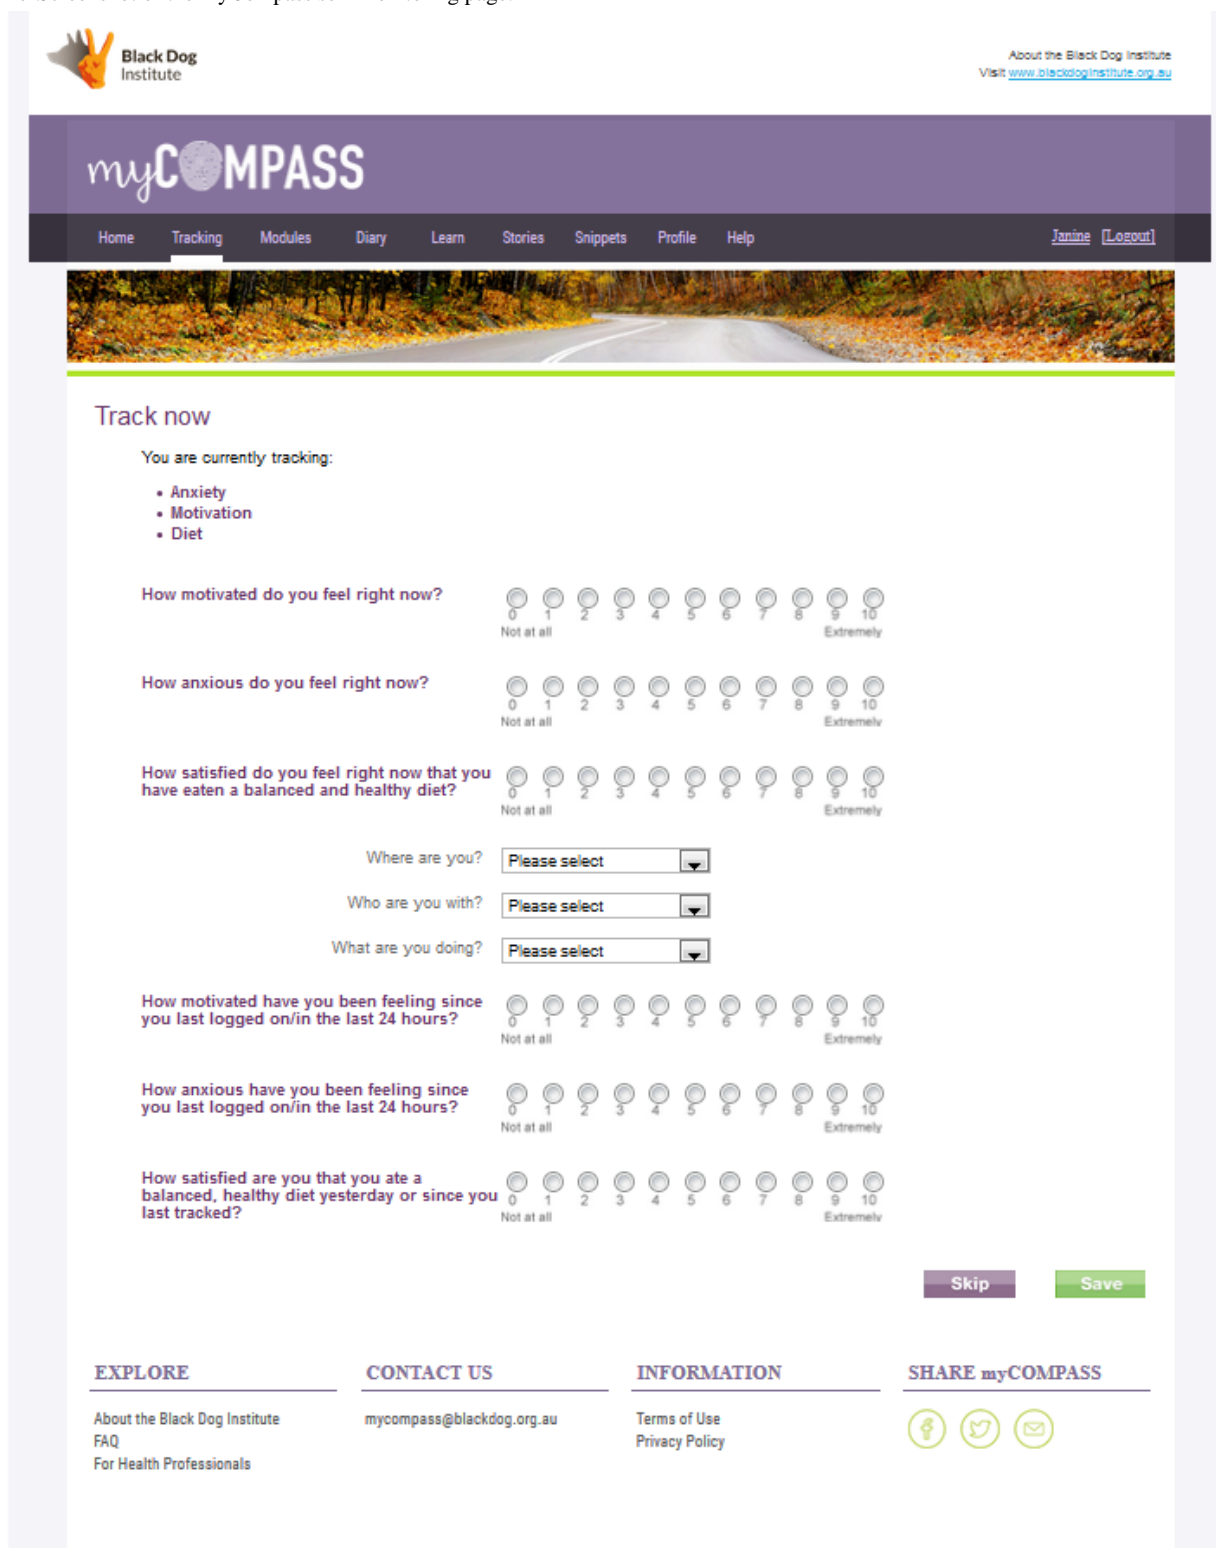 Black Dog
Institute
About the Black Dog Institute
Visit www.blackdoginstitute.org.au
myCOMPASS
Home Tracking Modules Diary Learn Stories Snippets Profile Help Janine [Logout]
Track now
You are currently tracking:
• Anxiety
• Motivation
• Diet
How motivated do you feel right now?
0 1 2 3 4 5 6 7 8 9 10
Not at all Extremely
How anxious do you feel right now?
0 1 2 3 4 5 6 7 8 9 10
Not at all Extremely
How satisfied do you feel right now that you
have eaten a balanced and healthy diet?
0 1 2 3 4 5 6 7 8 9 10
Not at all Extremely
Where are you? Please select
Who are you with? Please select
What are you doing? Please select
How motivated have you been feeling since
you last logged on/in the last 24 hours?
0 1 2 3 4 5 6 7 8 9 10
Not at all Extremely
How anxious have you been feeling since
you last logged on/in the last 24 hours?
0 1 2 3 4 5 6 7 8 9 10
Not at all Extremely
How satisfied are you that you ate a
balanced, healthy diet yesterday or since you
last tracked?
0 1 2 3 4 5 6 7 8 9 10
Not at all Extremely
Skip Save
EXPLORE
About the Black Dog Institute
FAQ
For Health Professionals
CONTACT US
mycompass@blackdog.org.au
INFORMATION
Terms of Use
Privacy Policy
SHARE myCOMPASS